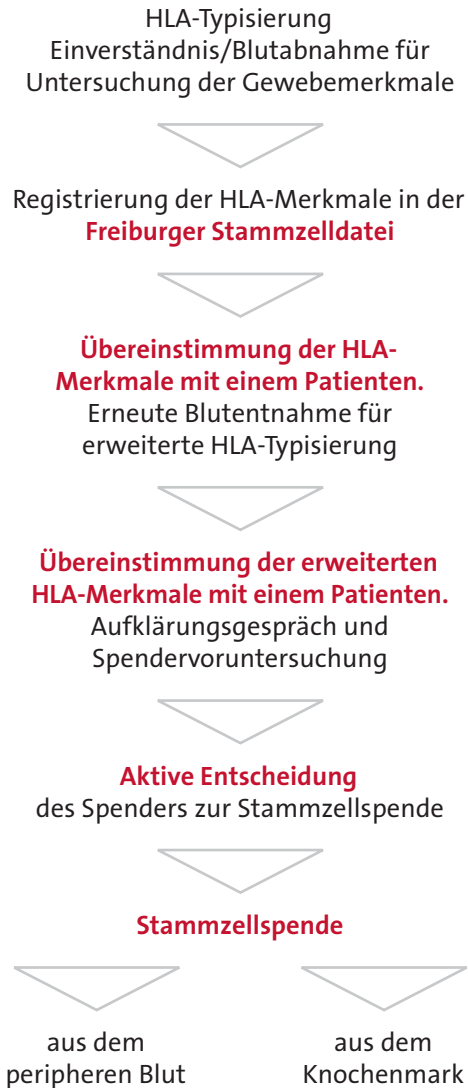 HLA-Typisierung
Einverständnis/Blutabnahme für
Untersuchung der Gewebemerkmale
Registrierung der HLA-Merkmale in der
Freiburger Stammzelldatei
Übereinstimmung der HLA-
Merkmale mit einem Patienten.
Erneute Blutentnahme für
erweiterte HLA-Typisierung
Übereinstimmung der erweiterten
HLA-Merkmale mit einem Patienten.
Aufklärungsgespräch und
Spendervoruntersuchung
Aktive Entscheidung
des Spenders zur Stammzellspende
Stammzellspende
aus dem
peripheren Blut
aus dem
Knochenmark